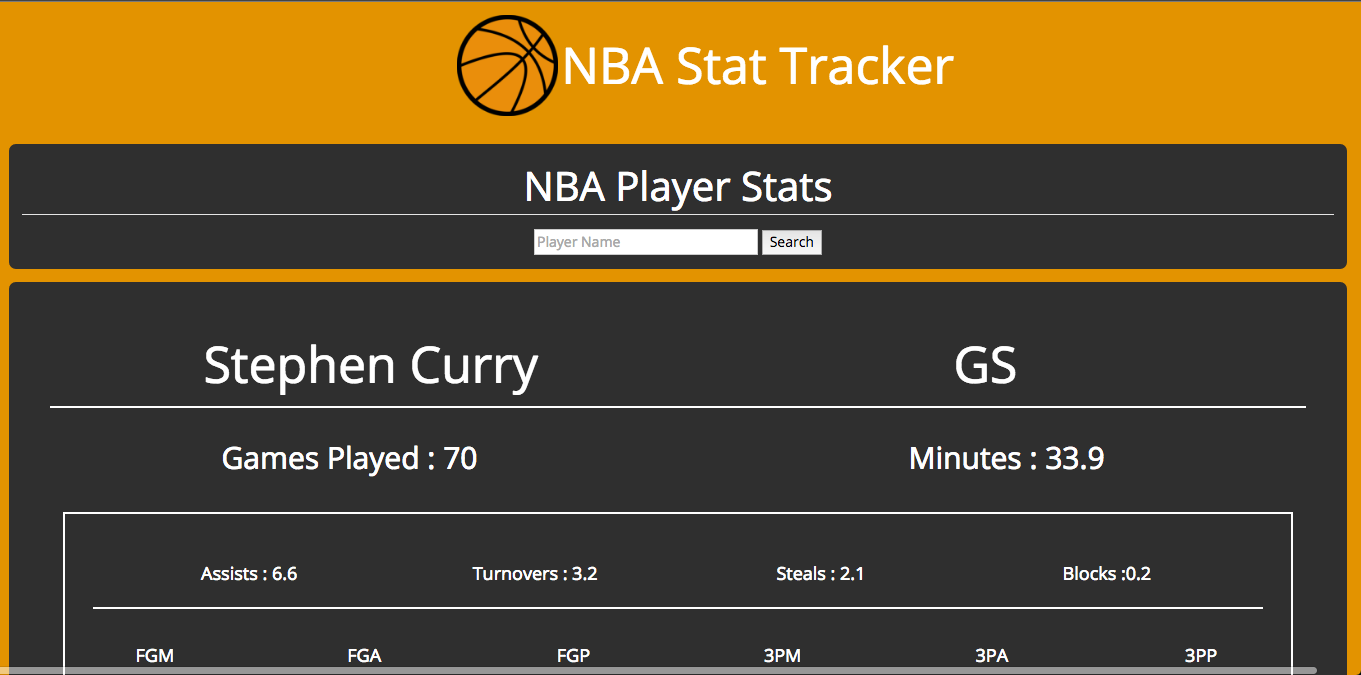 NBA Stat Tracker
NBA Player Stats
Player Name Search
Stephen Curry GS
Games Played : 70 Minutes : 33.9
Assists : 6.6 Turnovers : 3.2 Steals : 2.1 Blocks :0.2
FGM FGA FGP 3PM 3PA 3PP